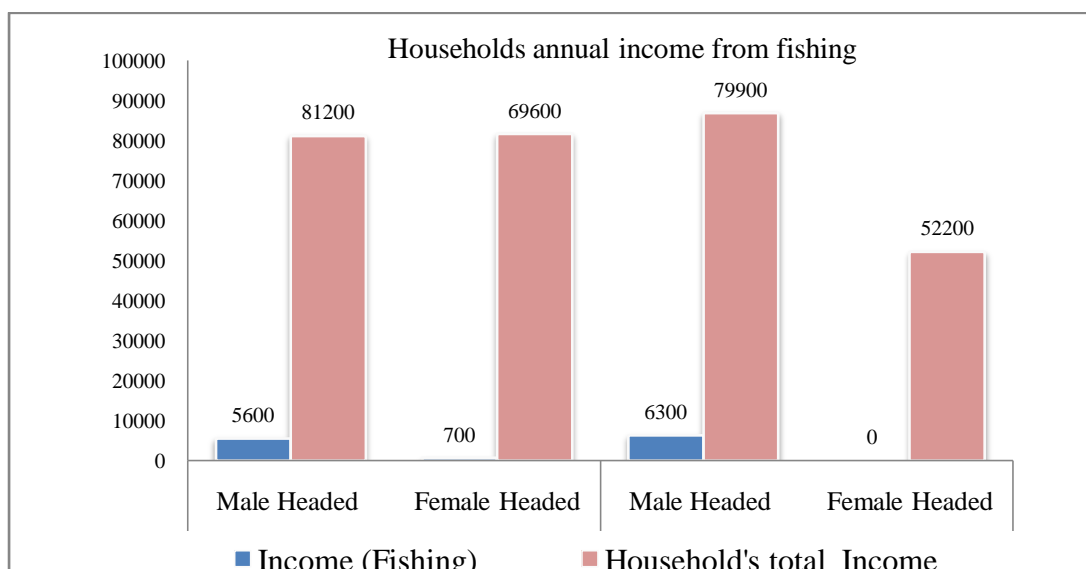 Households annual income from fishing
100000
90000
80000
70000
60000
50000
40000
30000
20000
10000
0
5600
81200
700
69600
6300
79900
0
52200
Male Headed
Female Headed
Male Headed
Female Headed
Income (Fishing)
Household's total Income